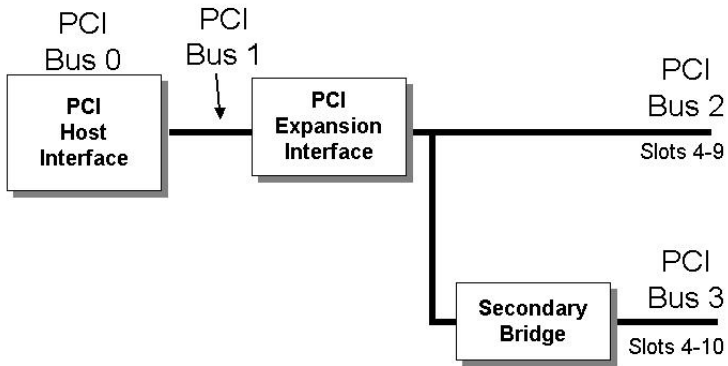 PCI
Bus 0
PCI
Host
Interface
PCI
Bus 1
PCI
Expansion
Interface
PCI
Bus 2
Slots 4-9
Secondary
Bridge
PCI
Bus 3
Slots 4-10